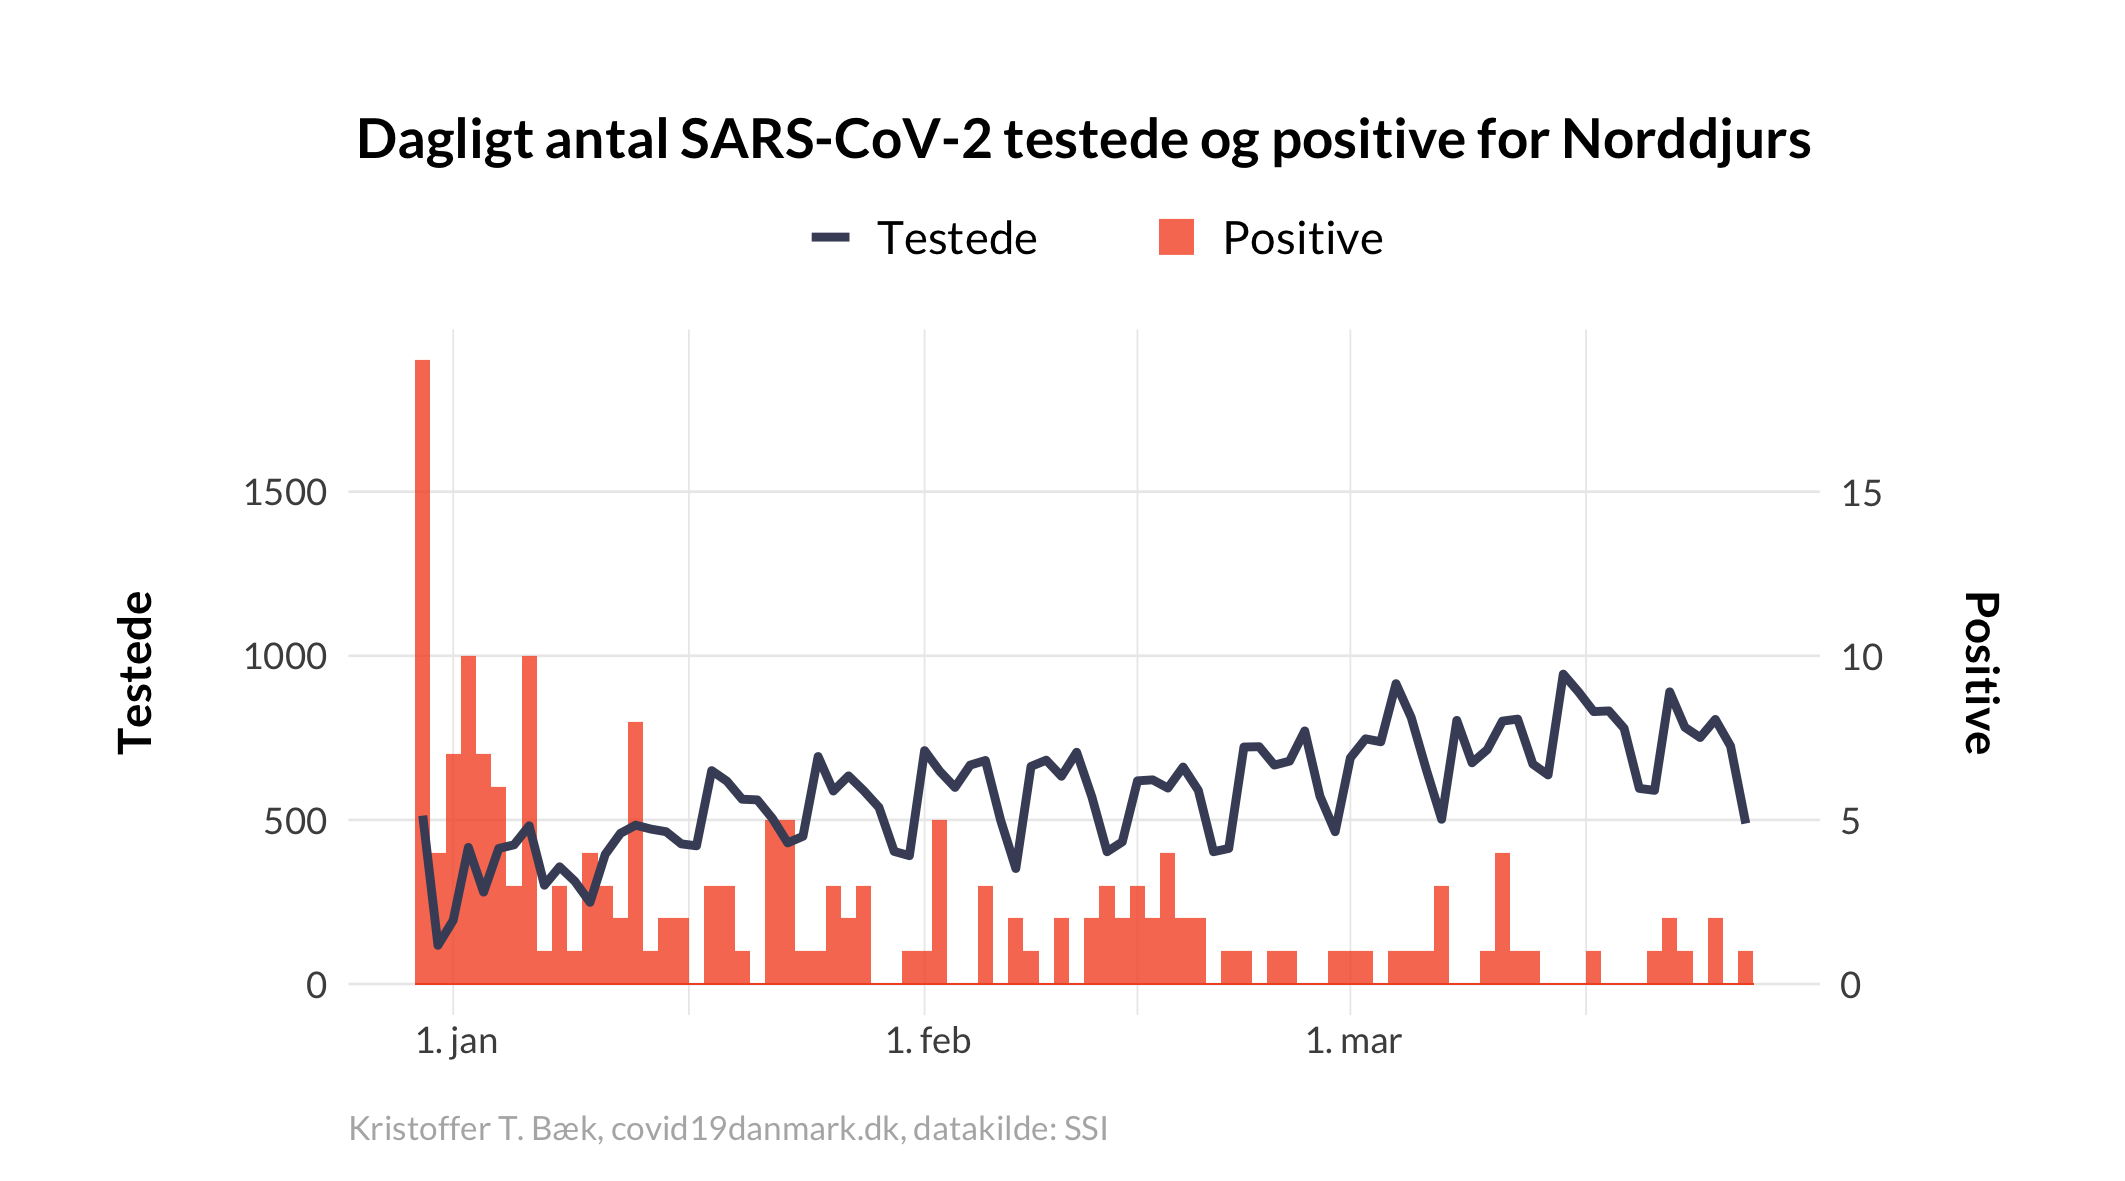 Dagligt antal SARS-CoV-2 testede og positive for Norddjurs
Testede
Positive
Testede
1500
1000
500
0
15
10
5
0
Positive
1. jan
1. feb
1. mar
Kristoffer T. Bæk, covid19danmark.dk, datakilde: SSI